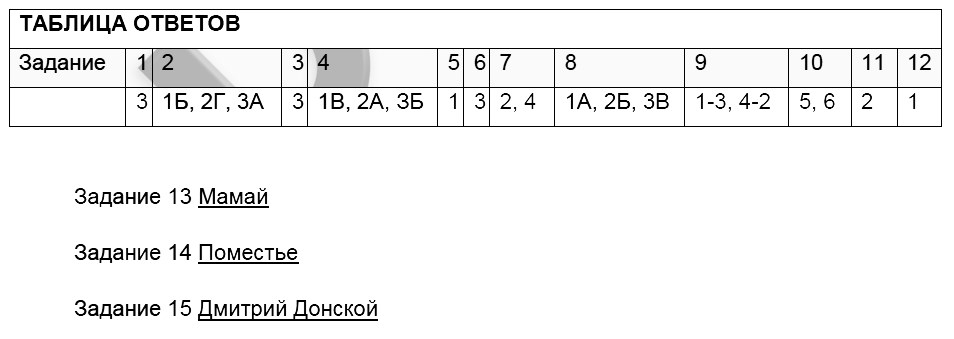 ТАБЛИЦА ОТВЕТОВ
Задание 1 2 3 4 5 6 7 8 9 10 11 12
3 1Б, 2Г, 3А 3 1В, 2А, 3Б 1 3 2, 4 1А, 2Б, 3В 1-3, 4-2 5, 6 2 1
Задание 13 Мамай
Задание 14 Поместье
Задание 15 Дмитрий Донской